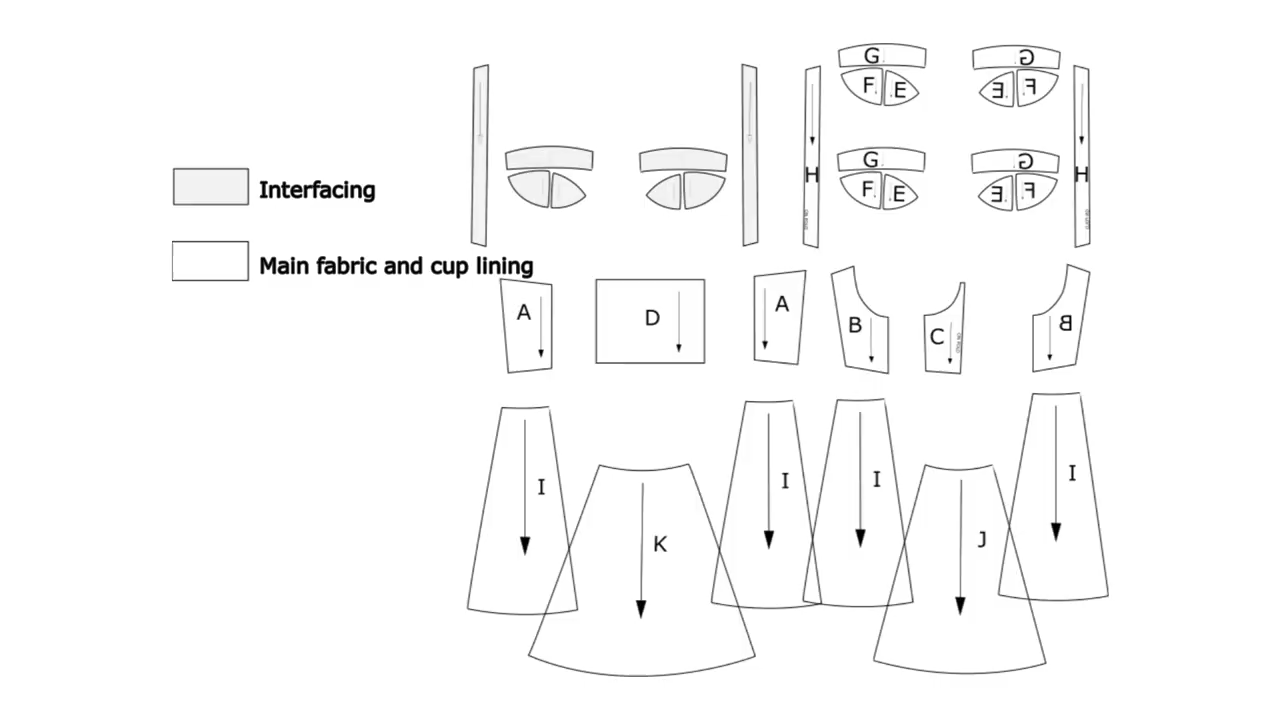 G G
F E E F
Interfacing
G G
H F E E F H
Main fabric and cup lining
A D A B C B
I K I I J I